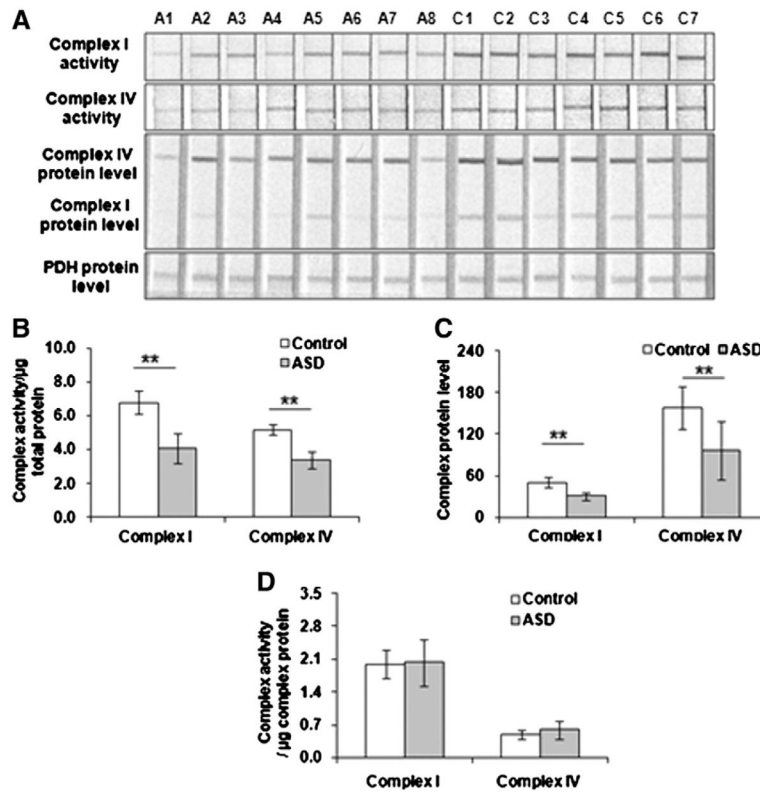 A
A1 A2 A3 A4 A5 A6 A7 A8 C1 C2 C3 C4 C5 C6 C7
Complex I
activity
Complex IV
activity
Complex IV
protein level
Complex I
protein level
PDH protein
level
B
Complex activity/µg
total protein
10.0
8.0
6.0
4.0
2.0
0.0
Control
ASD
**
**
Complex I Complex IV
C
Complex protein level
240
180
120
60
0
Control ASD
**
**
Complex I Complex IV
D
Complex activity
/ µg complex protein
3.5
2.8
2.1
1.4
0.7
0.0
Control
ASD
Complex I Complex IV